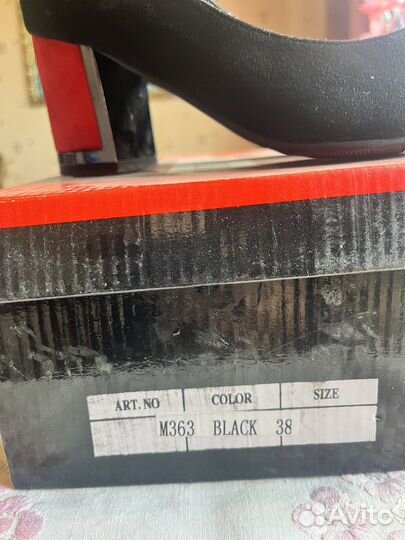 ART.NO COLOR SIZE
M363 BLACK 38
Avito